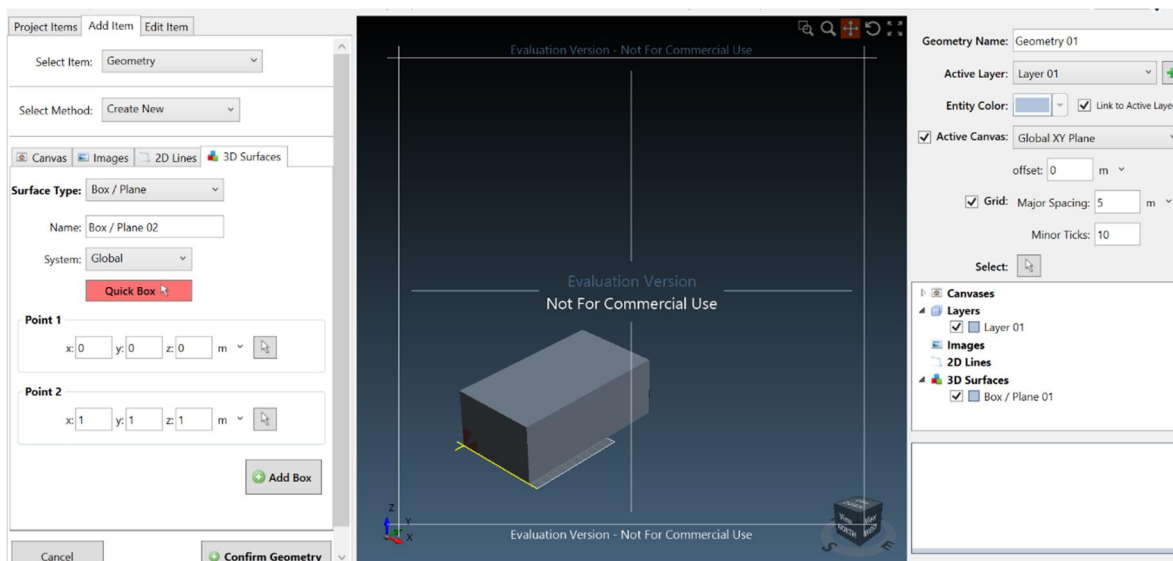 Project Items Add Item Edit Item
Select Item: Geometry
Select Method: Create New
Canvas Images 2D Lines 3D Surfaces
Surface Type: Box / Plane
Name: Box / Plane 02
System: Global
Quick Box
Point 1
x: 0 y: 0 z: 0 m
Point 2
x: 1 y: 1 z: 1 m
Add Box
Cancel Confirm Geometry
Evaluation Version - Not For Commercial Use
Evaluation Version
Not For Commercial Use
Z
Y
X
Evaluation Version - Not For Commercial Use
View
NORTH
View
S E
Geometry Name: Geometry 01
Active Layer: Layer 01
Entity Color: Link to Active Laye
Active Canvas: Global XY Plane
offset: 0 m
Grid: Major Spacing: 5 m
Minor Ticks: 10
Select:
Canvases
Layers
Layer 01
Images
2D Lines
3D Surfaces
Box / Plane 01